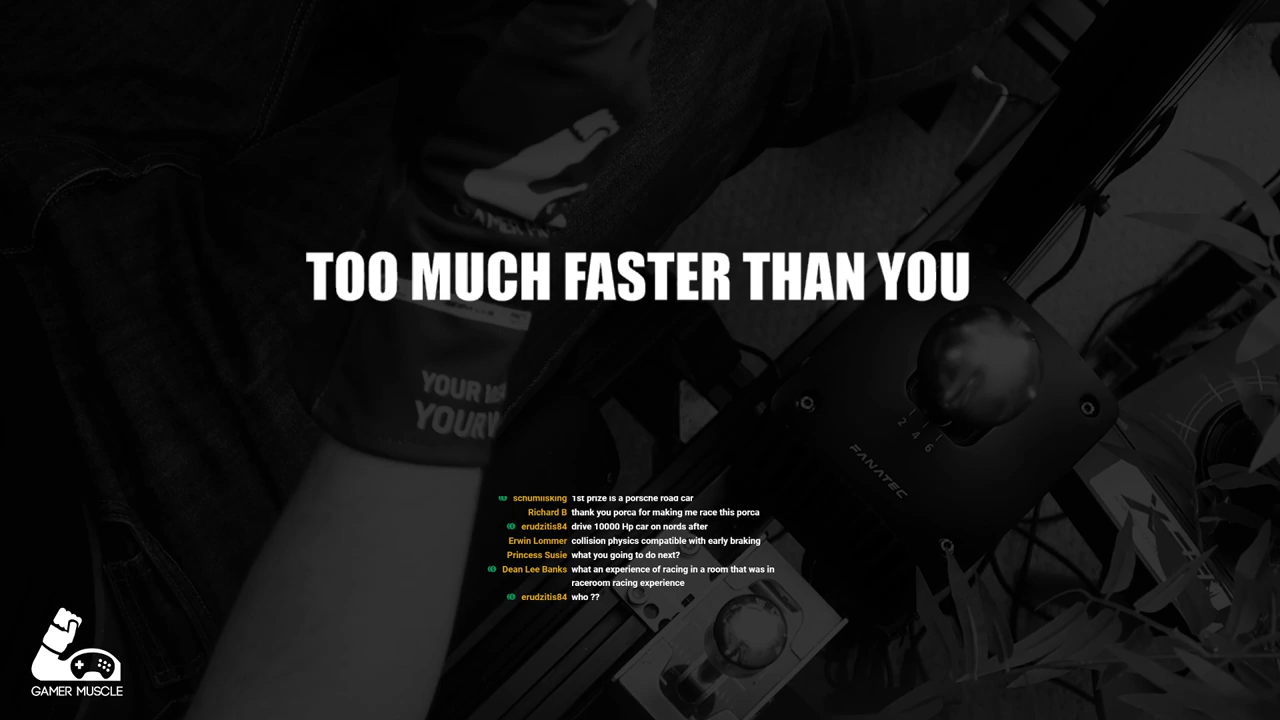 TOO MUCH FASTER THAN YOU
YOUR
YOUR
2 4 6
FANATEC
schumiisking 1st prize is a porsche road car
Richard B thank you porca for making me race this porca
erudzitis84 drive 10000 Hp car on nords after
Erwin Lommer collision physics compatible with early braking
Princess Susie what you going to do next?
Dean Lee Banks what an experience of racing in a room that was in
raceroom racing experience
erudzitis84 who ??
GAMER MUSCLE